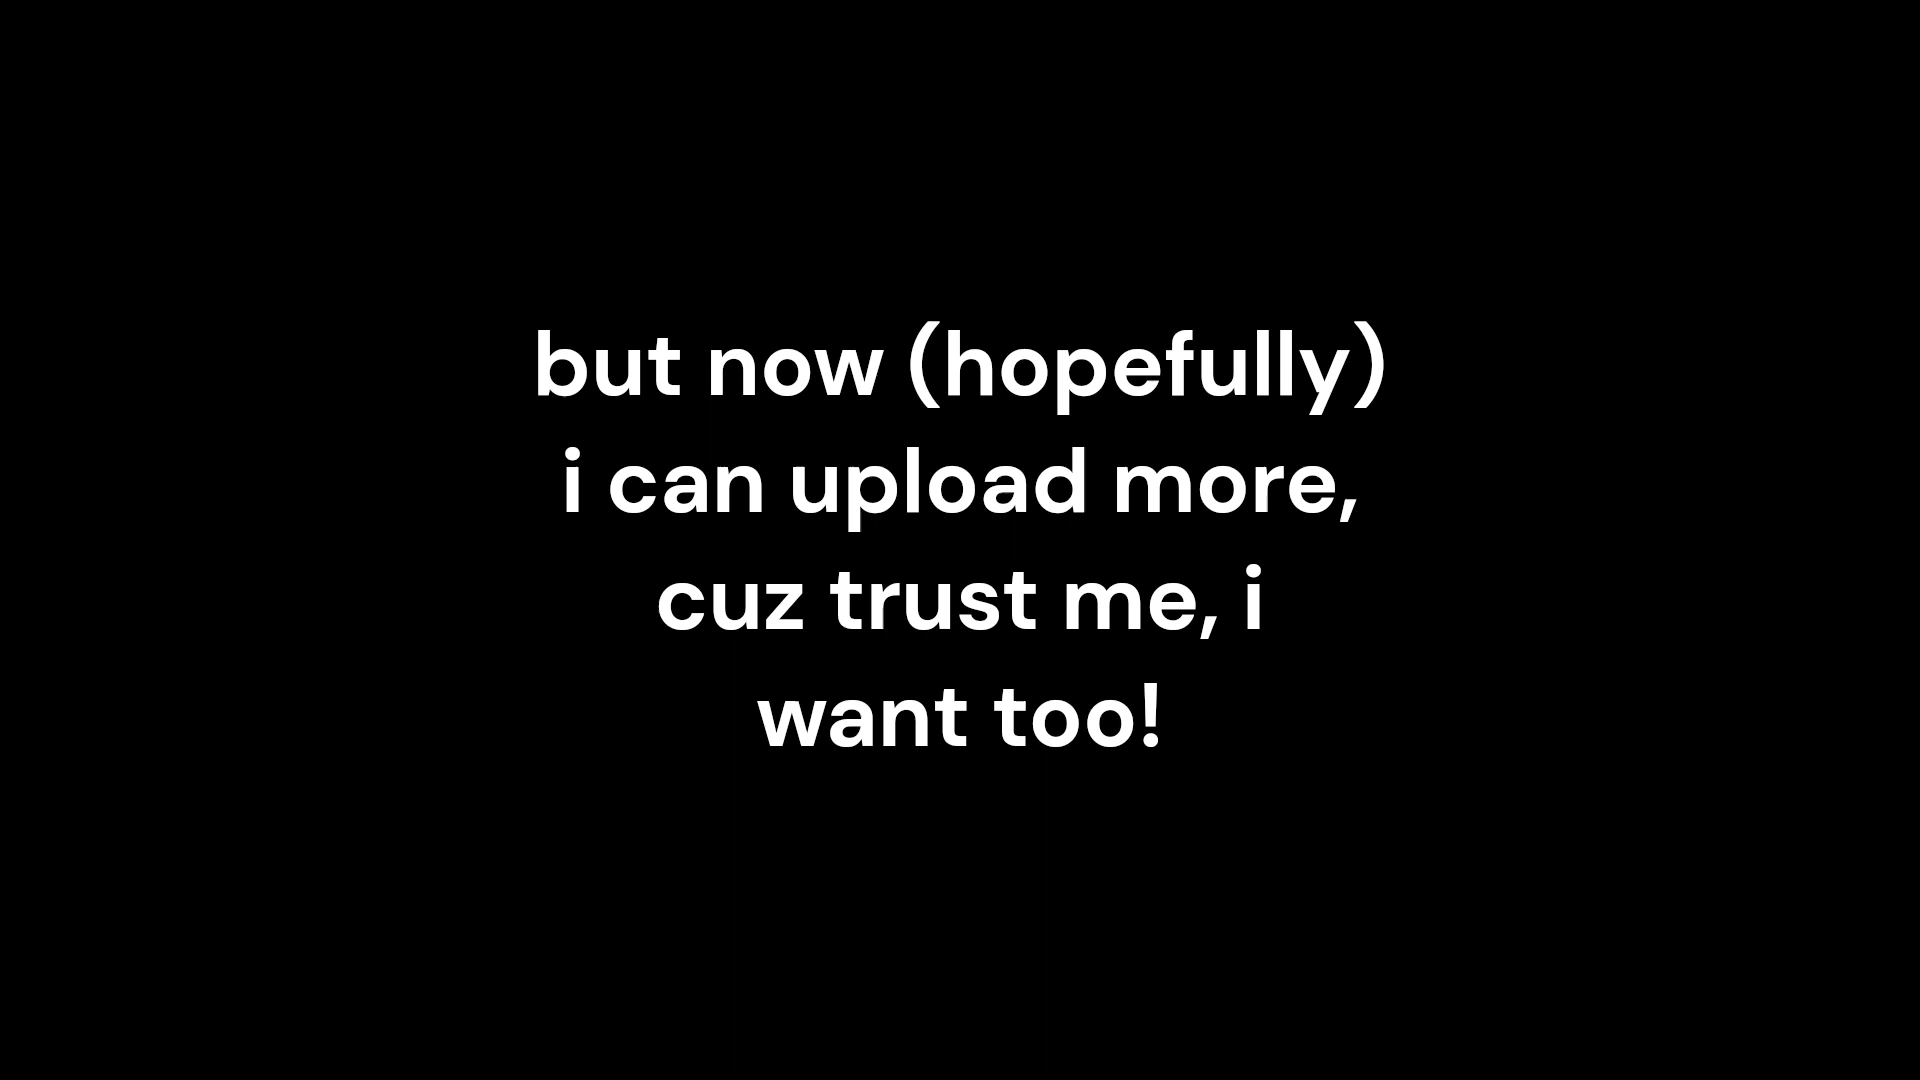 but now (hopefully)
i can upload more,
cuz trust me, i
want too!